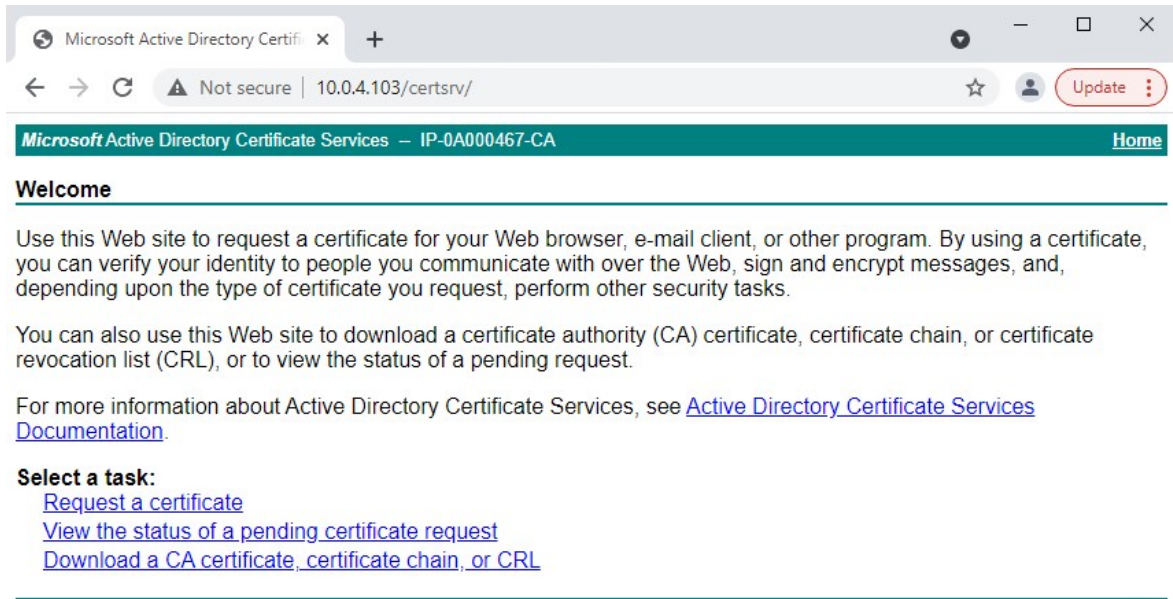 Microsoft Active Directory Certifi
Not secure | 10.0.4.103/certsrv/
Update
Microsoft Active Directory Certificate Services -- IP-0A000467-CA Home
Welcome
Use this Web site to request a certificate for your Web browser, e-mail client, or other program. By using a certificate,
you can verify your identity to people you communicate with over the Web, sign and encrypt messages, and,
depending upon the type of certificate you request, perform other security tasks.
You can also use this Web site to download a certificate authority (CA) certificate, certificate chain, or certificate
revocation list (CRL), or to view the status of a pending request.
For more information about Active Directory Certificate Services, see Active Directory Certificate Services
Documentation.
Select a task:
Request a certificate
View the status of a pending certificate request
Download a CA certificate, certificate chain, or CRL